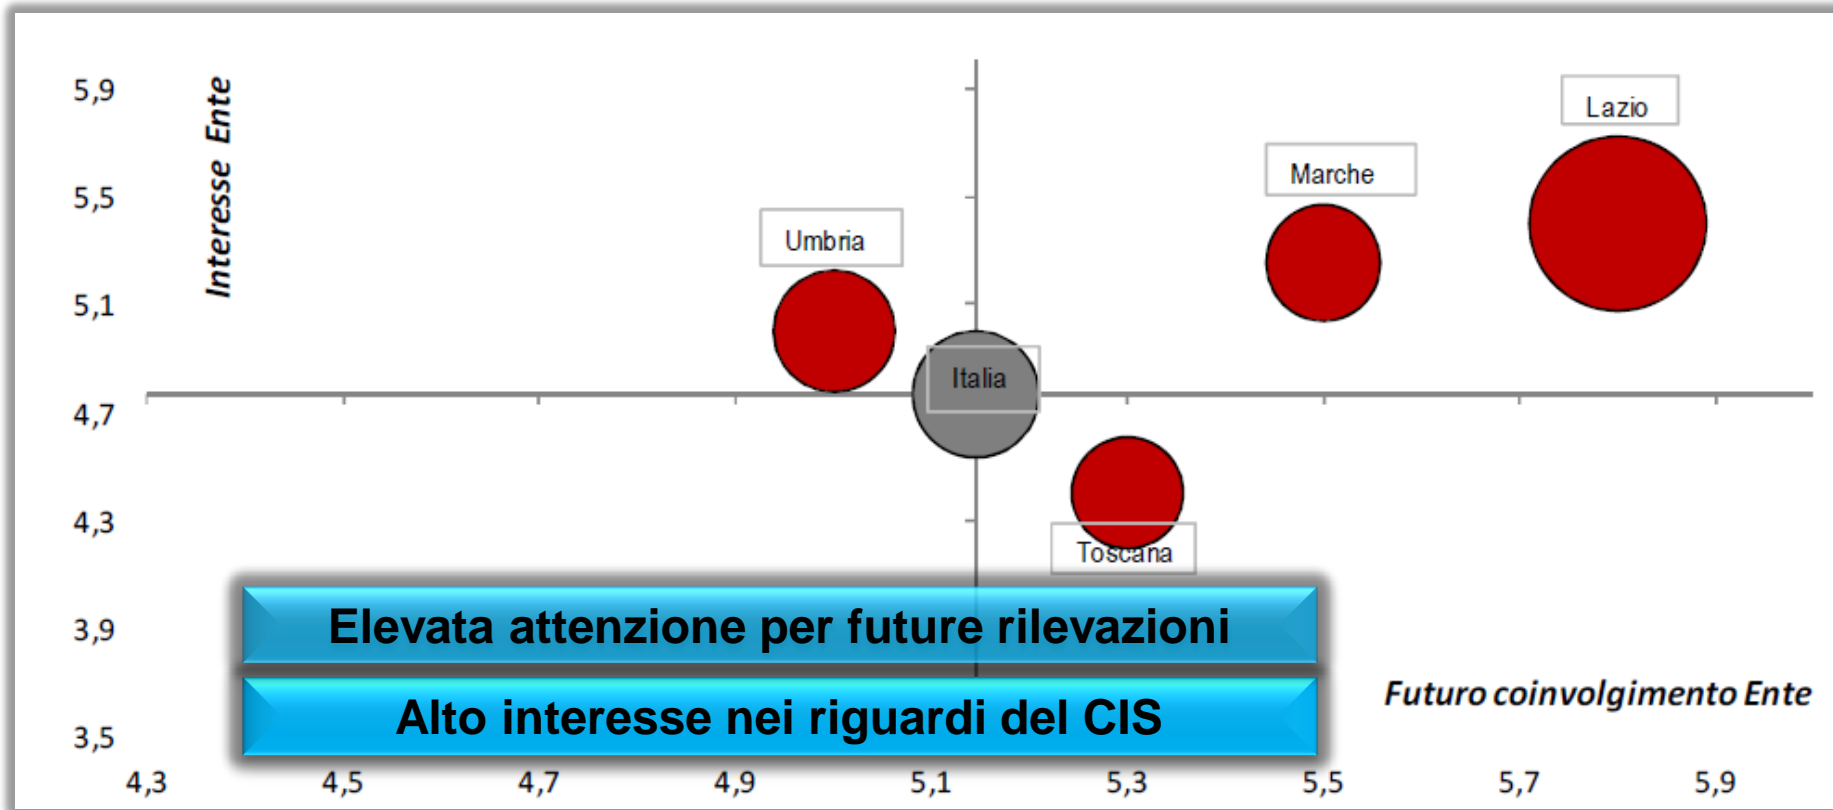 Interesse Ente
5,9
5,5
5,1
4,7
4,3
3,9
3,5
Lazio
Marche
Umbria
Italia
Toscana
Elevata attenzione per future rilevazioni
Alto interesse nei riguardi del CIS
Futuro coinvolgimento Ente
4,3 4,5 4,7 4,9 5,1 5,3 5,5 5,7 5,9